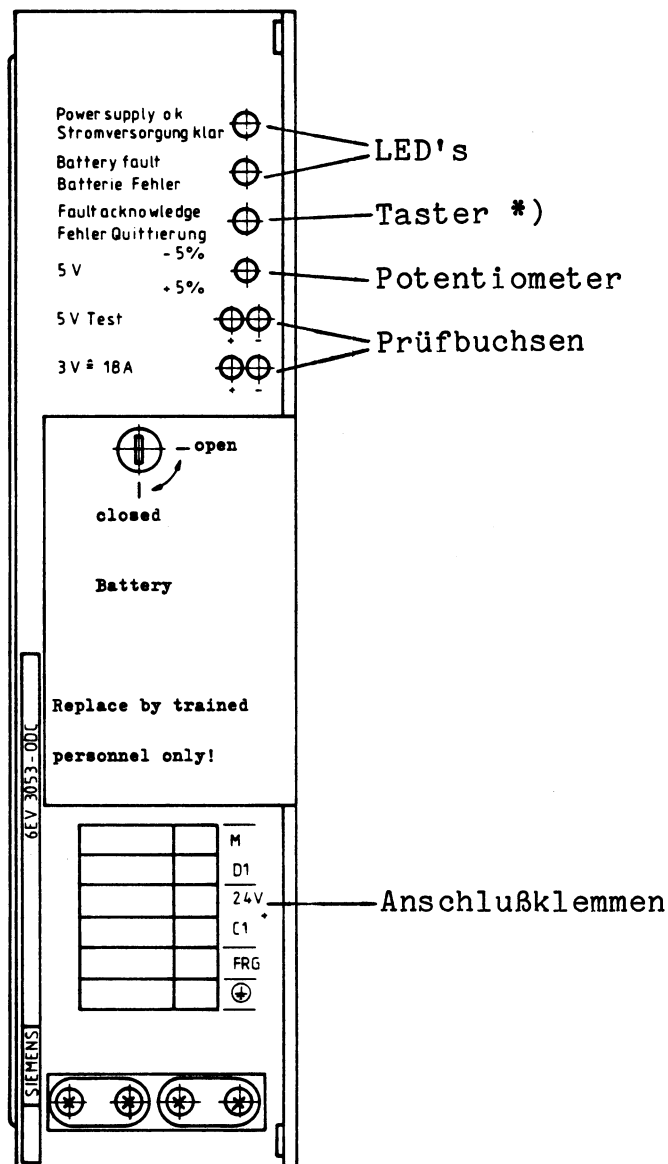 Power supply ok
Stromversorgung klar
LED's
Battery fault
Batterie Fehler
Fault acknowledge
Fehler Quittierung
Taster *)
- 5%
5 V
+ 5%
Potentiometer
5 V Test
+ -
Prüfbuchsen
3 V ≙ 18 A
+ -
open
closed
Battery
Replace by trained
personnel only!
6EV 3053-0DC
SIEMENS
M
D1
24V
+
C1
FRG
Anschlußklemmen